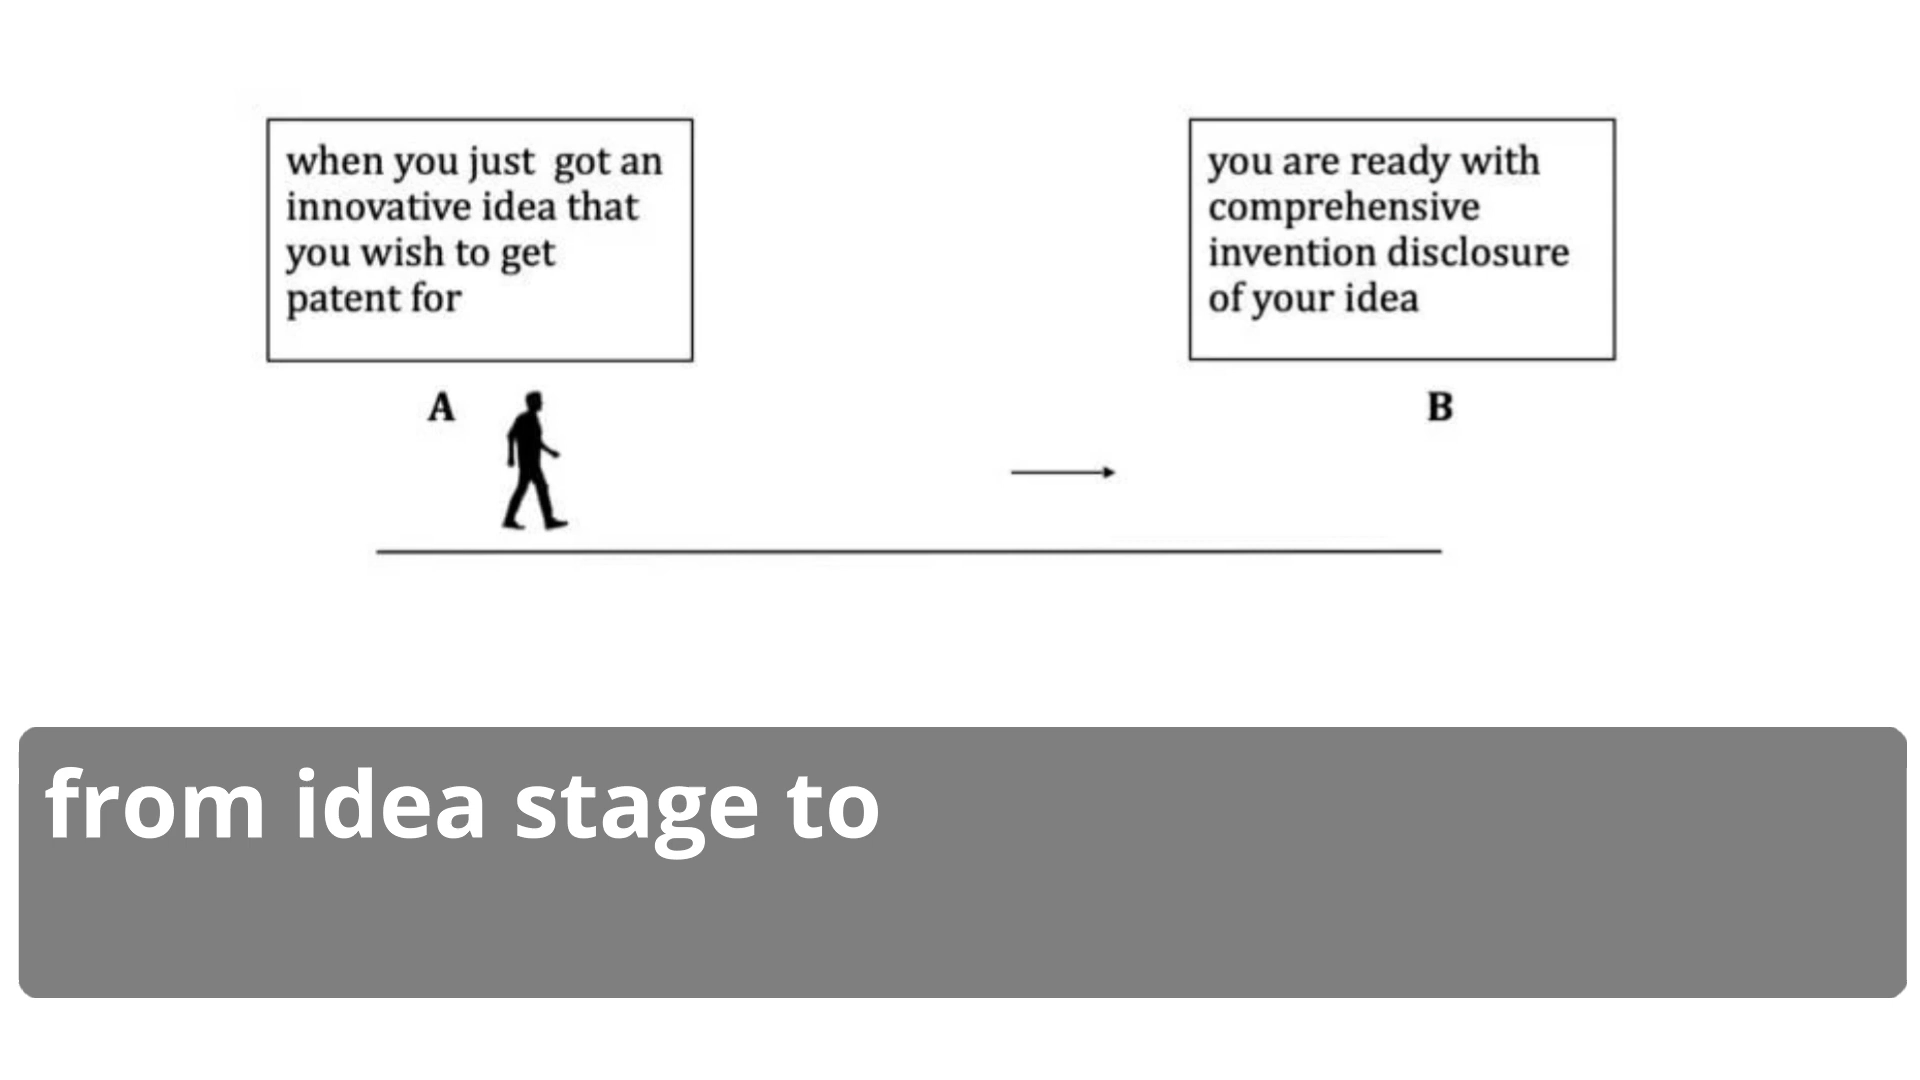 when you just  got an
innovative idea that
you wish to get
patent for
you are ready with
comprehensive
invention disclosure
of your idea
A
B
from idea stage to